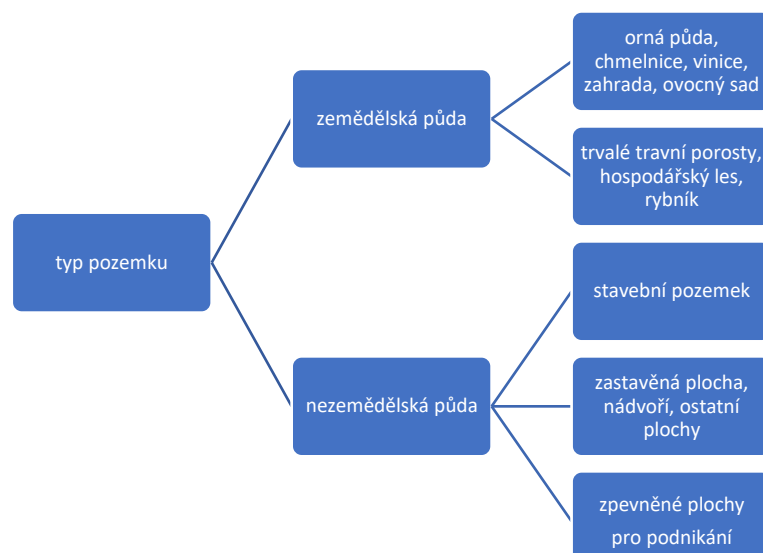 typ pozemku
zemědělská půda
orná půda,
chmelnice, vinice,
zahrada, ovocný sad
trvalé travní porosty,
hospodářský les,
rybník
nezemědělská půda
stavební pozemek
zastavěná plocha,
nádvoří, ostatní
plochy
zpevněné plochy
pro podnikání